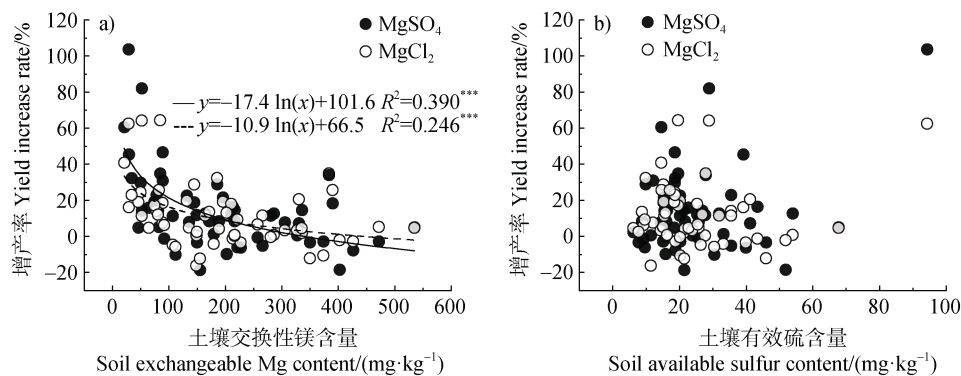 a)
MgSO₄
MgCl₂
y=−17.4 ln(x)+101.6 R²=0.390***
y=−10.9 ln(x)+66.5 R²=0.246***
120
100
80
60
40
20
0
−20
增产率 Yield increase rate/%
0 100 200 300 400 500 600
土壤交换性镁含量
Soil exchangeable Mg content/(mg·kg⁻¹)
b)
MgSO₄
MgCl₂
120
100
80
60
40
20
0
−20
增产率 Yield increase rate/%
0 20 40 60 80 100
土壤有效硫含量
Soil available sulfur content/(mg·kg⁻¹)